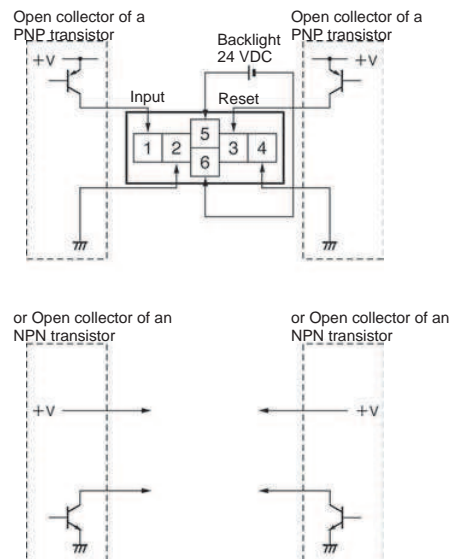 Open collector of a
PNP transistor
Open collector of a
PNP transistor
Backlight
24 VDC
+V
+V
Input
Reset
5
1 2 3 4
6
or Open collector of an
NPN transistor
or Open collector of an
NPN transistor
+V
+V